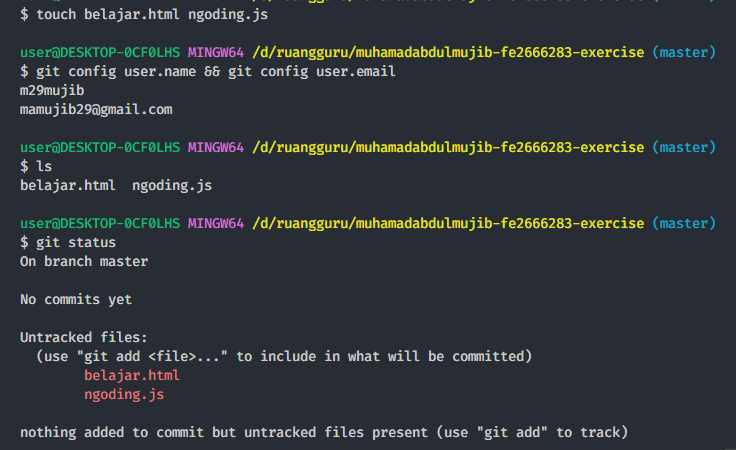 $ touch belajar.html ngoding.js
user@DESKTOP-0CF0LHS MINGW64 /d/ruangguru/muhamadabdulmujib-fe2666283-exercise (master)
$ git config user.name && git config user.email
m29mujib
mamujib29@gmail.com
user@DESKTOP-0CF0LHS MINGW64 /d/ruangguru/muhamadabdulmujib-fe2666283-exercise (master)
$ ls
belajar.html  ngoding.js
user@DESKTOP-0CF0LHS MINGW64 /d/ruangguru/muhamadabdulmujib-fe2666283-exercise (master)
$ git status
On branch master
No commits yet
Untracked files:
  (use "git add <file>..." to include in what will be committed)
        belajar.html
        ngoding.js
nothing added to commit but untracked files present (use "git add" to track)